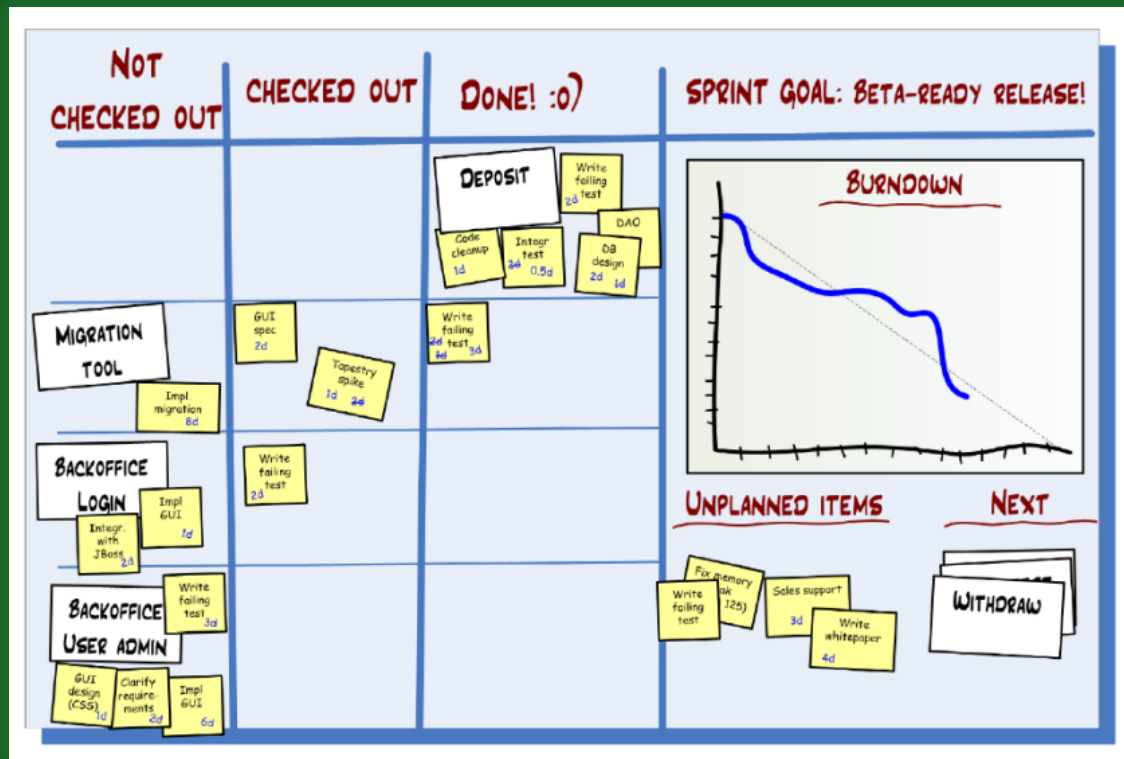 NOT
CHECKED OUT
CHECKED OUT
DONE! :o)
SPRINT GOAL: BETA-READY RELEASE!
DEPOSIT
Write
failing
test
2d
DAO
Code
cleanup
1d
Integr
test
2d 0.5d
DB
design
2d 1d
MIGRATION
TOOL
Impl.
migration
8d
GUI
spec
2d
Tapestry
spike
1d 2d
Write
failing
test
2d
1d 3d
BACKOFFICE
LOGIN
Integr.
with
JBoss
2d
Impl
GUI
1d
Write
failing
test
2d
BACKOFFICE
USER ADMIN
Write
failing
test
3d
GUI
design
(CSS)
1d
Clarify
require-
ments
2d
Impl
GUI
6d
BURNDOWN
UNPLANNED ITEMS
NEXT
Fix memory
125)
Write
failing
test
Sales support
3d
Write
whitepaper
4d
WITHDRAW